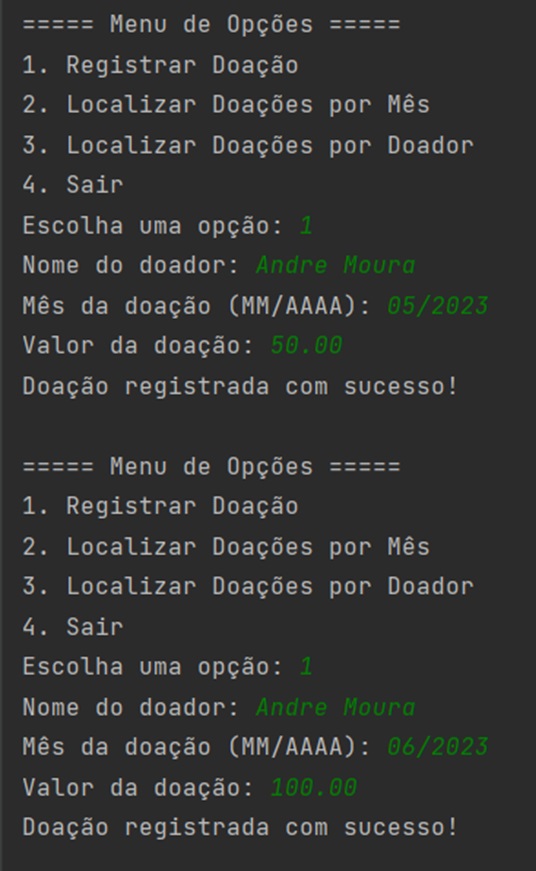 ===== Menu de Opções =====
1. Registrar Doação
2. Localizar Doações por Mês
3. Localizar Doações por Doador
4. Sair
Escolha uma opção: 1
Nome do doador: Andre Moura
Mês da doação (MM/AAAA): 05/2023
Valor da doação: 50.00
Doação registrada com sucesso!

===== Menu de Opções =====
1. Registrar Doação
2. Localizar Doações por Mês
3. Localizar Doações por Doador
4. Sair
Escolha uma opção: 1
Nome do doador: Andre Moura
Mês da doação (MM/AAAA): 06/2023
Valor da doação: 100.00
Doação registrada com sucesso!